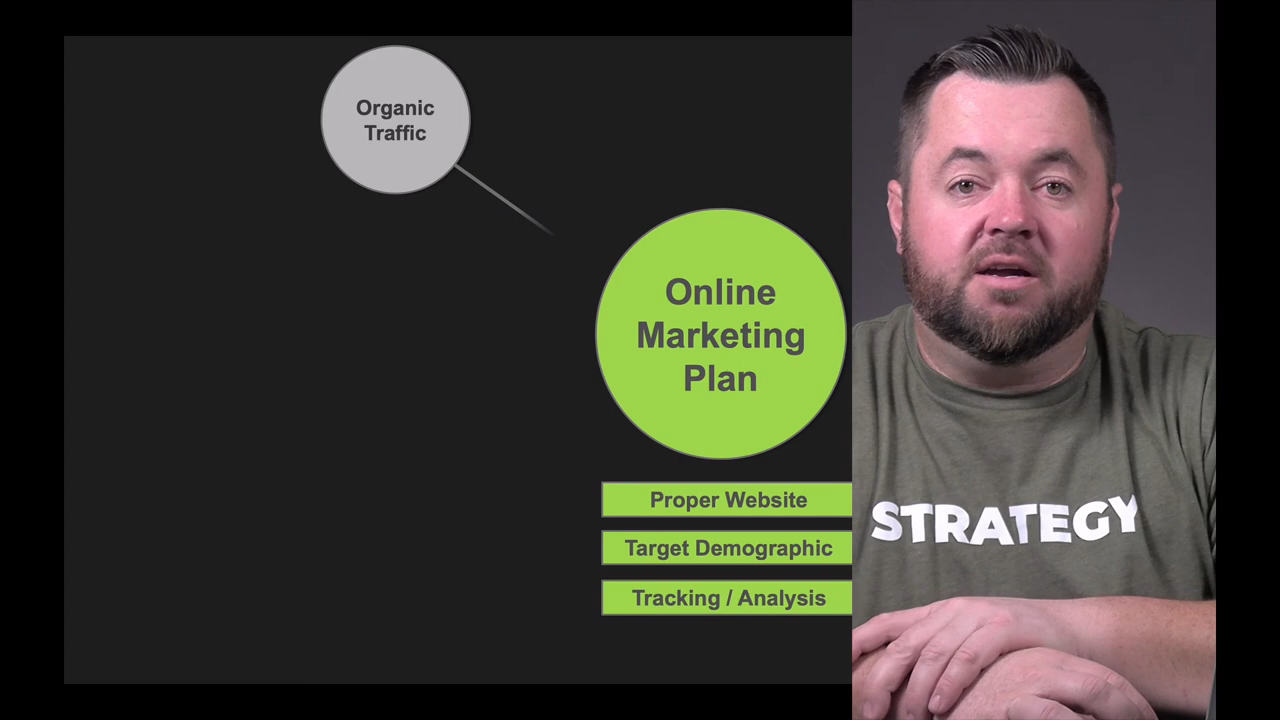 Organic
Traffic
Online
Marketing
Plan
Proper Website
Target Demographic
Tracking / Analysis
STRATEGY